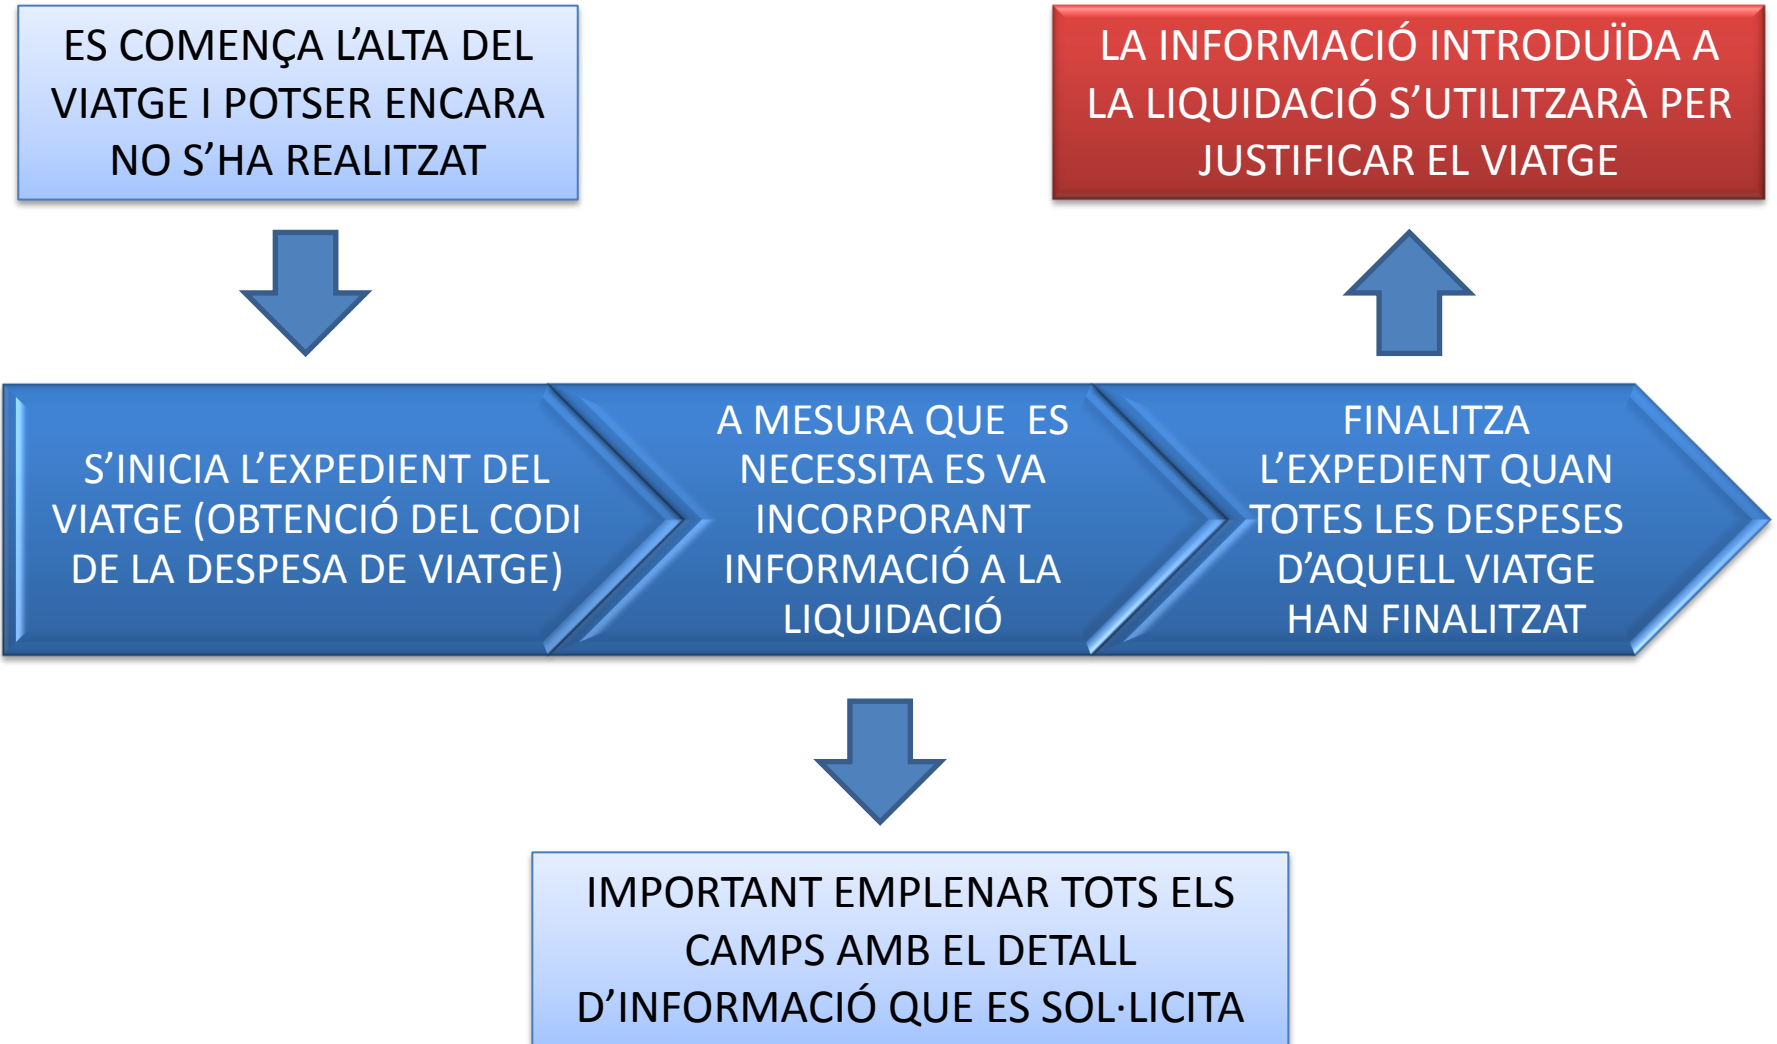 ES COMENÇA L’ALTA DEL
VIATGE I POTSER ENCARA
NO S’HA REALITZAT
LA INFORMACIÓ INTRODUÏDA A
LA LIQUIDACIÓ S’UTILITZARÀ PER
JUSTIFICAR EL VIATGE
S’INICIA L’EXPEDIENT DEL
VIATGE (OBTENCIÓ DEL CODI
DE LA DESPESA DE VIATGE)
A MESURA QUE  ES
NECESSITA ES VA
INCORPORANT
INFORMACIÓ A LA
LIQUIDACIÓ
FINALITZA
L’EXPEDIENT QUAN
TOTES LES DESPESES
D’AQUELL VIATGE
HAN FINALITZAT
IMPORTANT EMPLENAR TOTS ELS
CAMPS AMB EL DETALL
D’INFORMACIÓ QUE ES SOL·LICITA